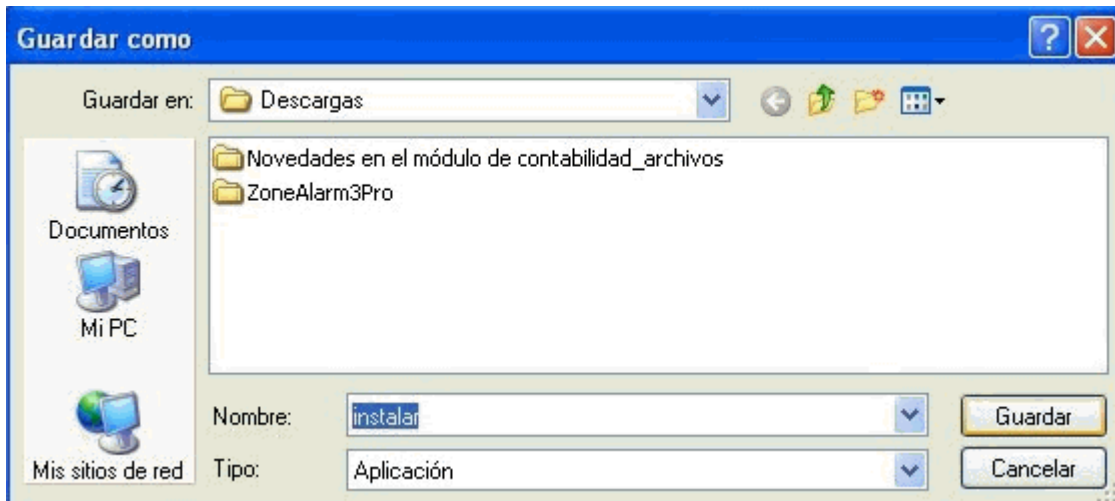 Guardar como
Guardar en:
Descargas
Novedades en el módulo de contabilidad_archivos
ZoneAlarm3Pro
Documentos
Mi PC
Mis sitios de red
Nombre:
instalar
Guardar
Tipo:
Aplicación
Cancelar